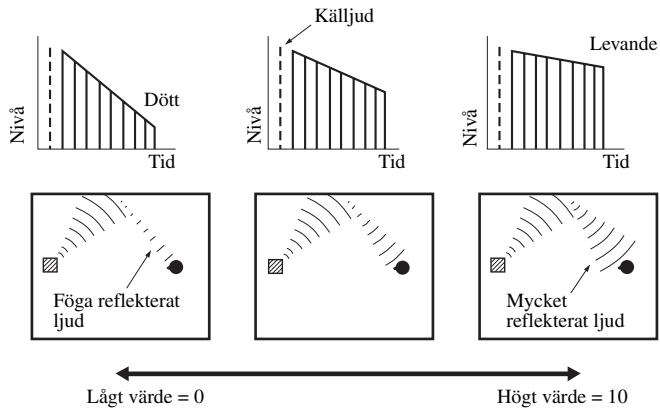 Källjud
Nivå
Dött
Tid
Nivå
Tid
Levande
Nivå
Tid
Föga reflekterat
ljud
Mycket
reflekterat ljud
Lågt värde = 0
Högt värde = 10